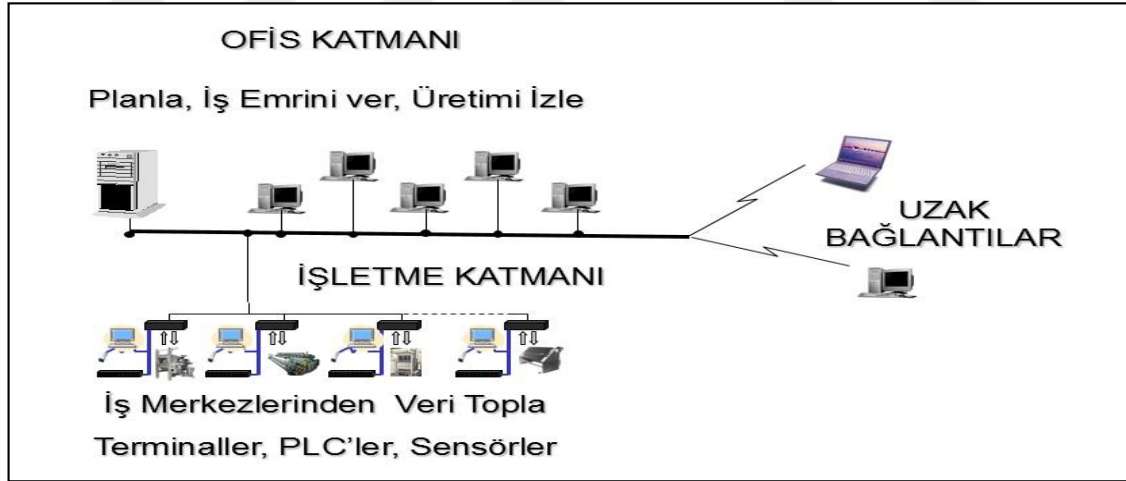 OFİS KATMANI
Planla, İş Emrini ver, Üretimi İzle
UZAK
BAĞLANTILAR
İŞLETME KATMANI
İş Merkezlerinden Veri Topla
Terminaller, PLC'ler, Sensörler